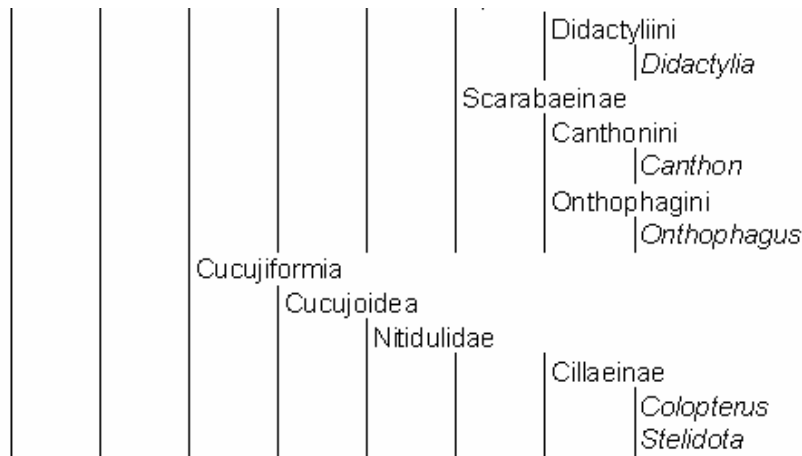 Didactyliini
Didactylia
Scarabaeinae
Canthonini
Canthon
Onthophagini
Onthophagus
Cucujiformia
Cucujoidea
Nitidulidae
Cillaeinae
Colopterus
Stelidota